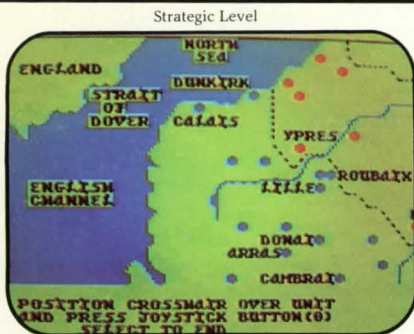 Strategic Level
NORTH
SEA
ENGLAND
DUNKIRK
STRAIT
OF
DOVER
CALAIS
YPRES
ROUBAIX
ENGLISH
CHANNEL
LILLE
DOUAI
ARRAS
CAMBRAI
POSITION CROSSHAIR OVER UNIT
AND PRESS JOYSTICK BUTTON(0)
SELECT TO END